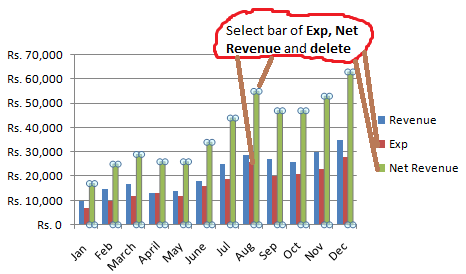 Select bar of Exp, Net
Revenue and delete
Rs. 70,000
Rs. 60,000
Rs. 50,000
Rs. 40,000
Rs. 30,000
Rs. 20,000
Rs. 10,000
Rs. 0
Revenue
Exp
Net Revenue
Jan
Feb
March
April
May
June
Jul
Aug
Sep
Oct
Nov
Dec